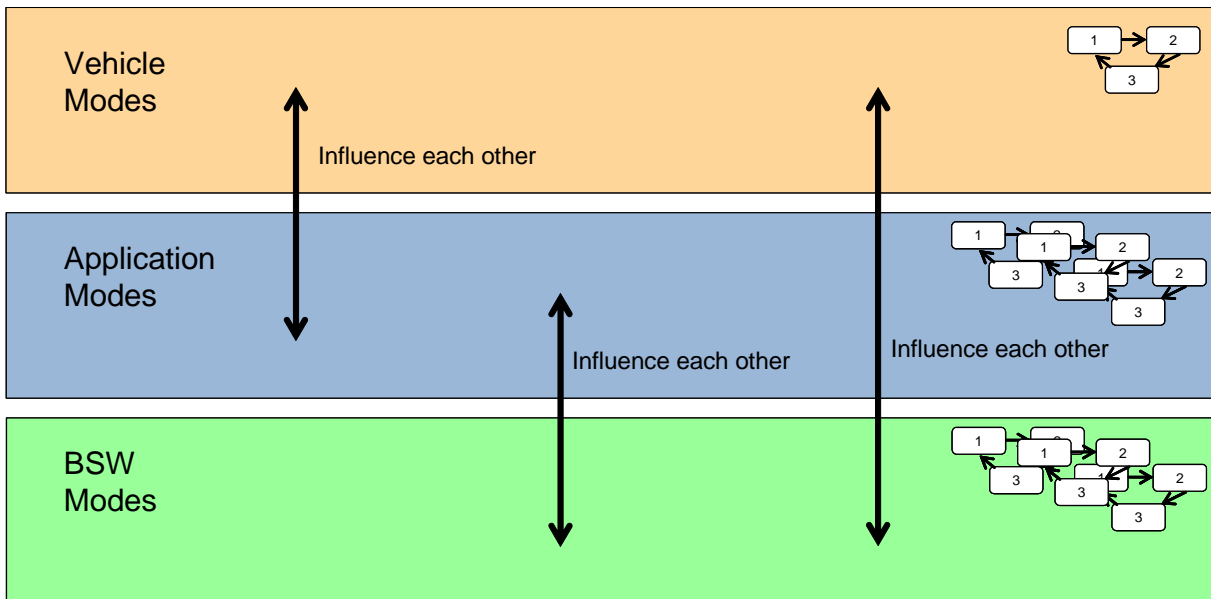 Vehicle
Modes
1
2
3
Influence each other
Application
Modes
1
1
2
2
3
3
3
Influence each other
Influence each other
BSW
Modes
1
1
2
2
3
3
3